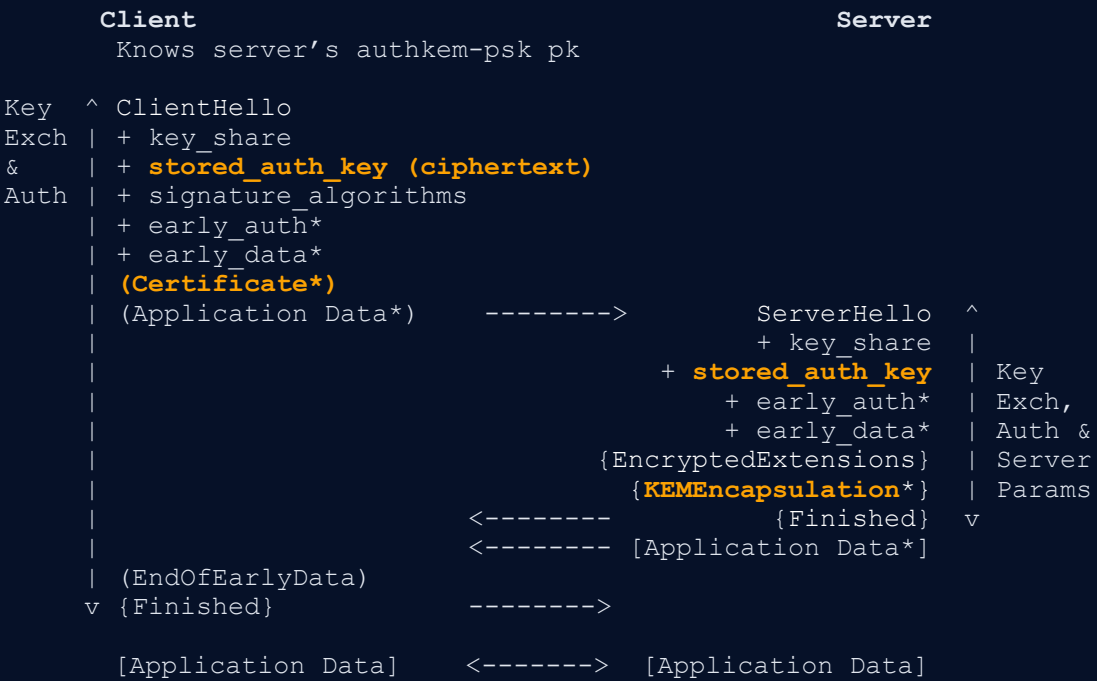 Client                                        Server
       Knows server’s authkem-psk pk
Key  ^ ClientHello
Exch | + key_share
&    | + stored_auth_key (ciphertext)
Auth | + signature_algorithms
     | + early_auth*
     | + early_data*
     | (Certificate*)
     | (Application Data*)    -------->        ServerHello  ^
     |                                         + key_share  |
     |                                   + stored_auth_key  | Key
     |                                       + early_auth*  | Exch,
     |                                       + early_data*  | Auth &
     |                               {EncryptedExtensions}  | Server
     |                                 {KEMEncapsulation*}  | Params
     |                       <--------          {Finished}  v
     |                       <-------- [Application Data*]
     | (EndOfEarlyData)
     v {Finished}            -------->
       [Application Data]    <-------> [Application Data]